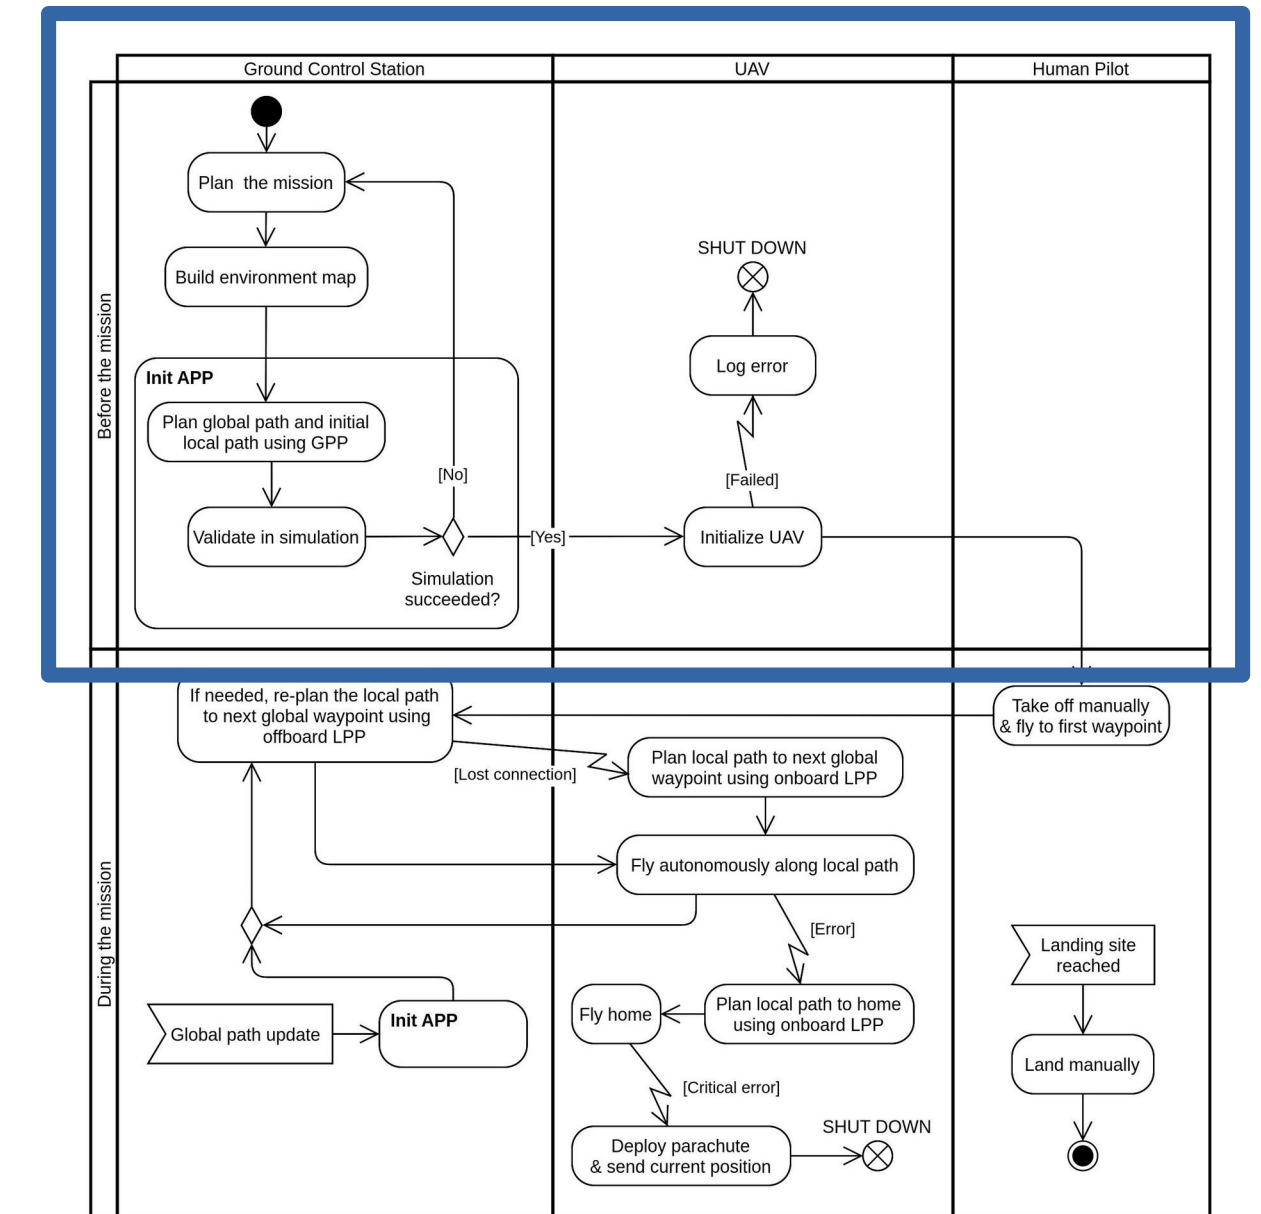 Ground Control Station
UAV
Human Pilot
Before the mission
Plan  the mission
Build environment map
Init APP
Plan global path and initial
local path using GPP
[No]
Validate in simulation
[Yes]
Simulation
succeeded?
SHUT DOWN
Log error
[Failed]
Initialize UAV
During the mission
If needed, re-plan the local path
to next global waypoint using
offboard LPP
Take off manually
& fly to first waypoint
[Lost connection]
Plan local path to next global
waypoint using onboard LPP
Fly autonomously along local path
[Error]
Landing site
reached
Global path update
Init APP
Fly home
Plan local path to home
using onboard LPP
Land manually
[Critical error]
Deploy parachute
& send current position
SHUT DOWN